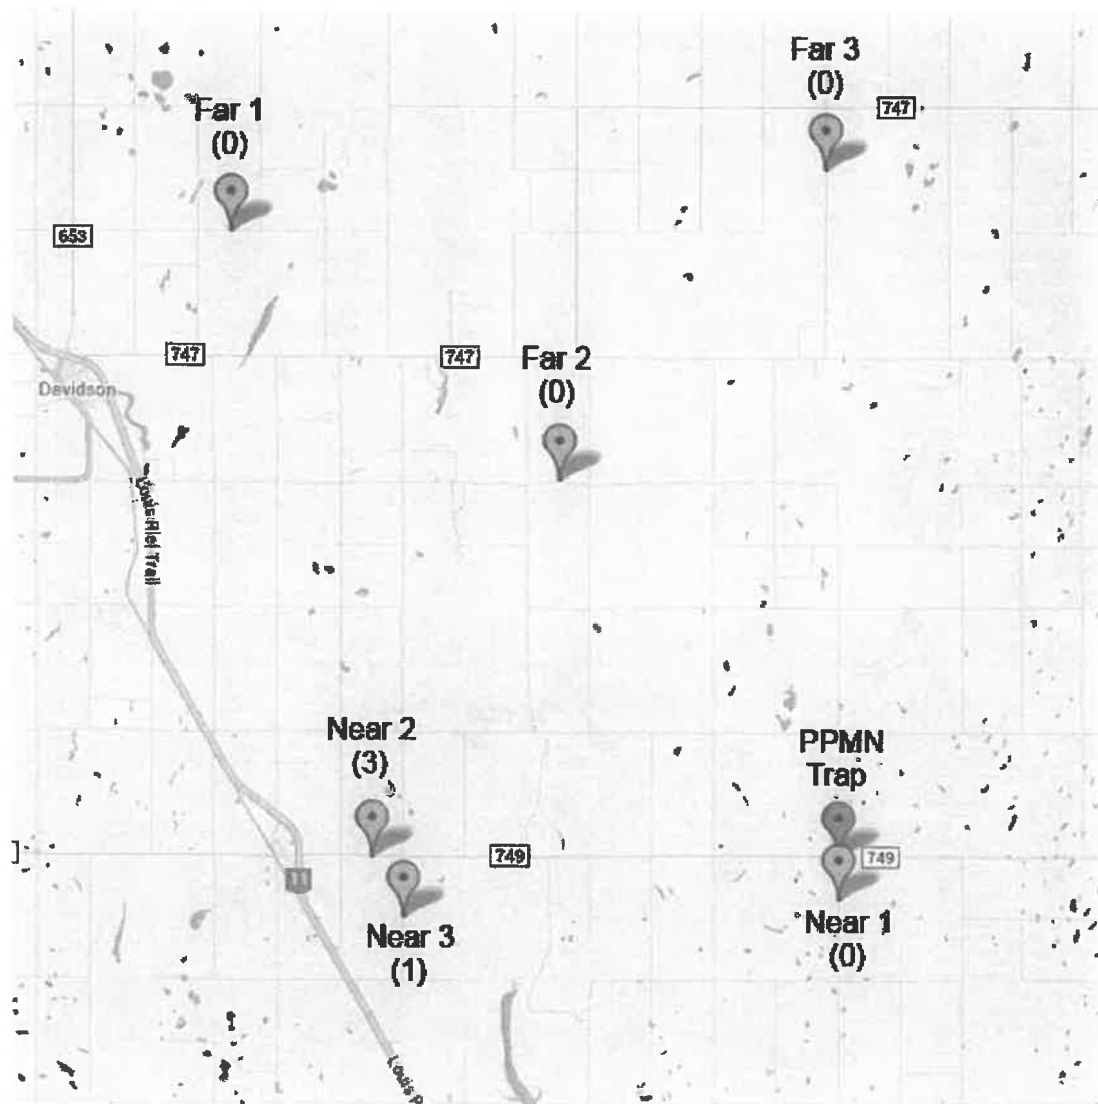 Far 3
(0)
747
Far 1
(0)
653
747
747
Far 2
(0)
Davidson
Louis Riel Trail
Near 2
(3)
PPMN
Trap
749
749
11
Near 3
(1)
Near 1
(0)
Louis